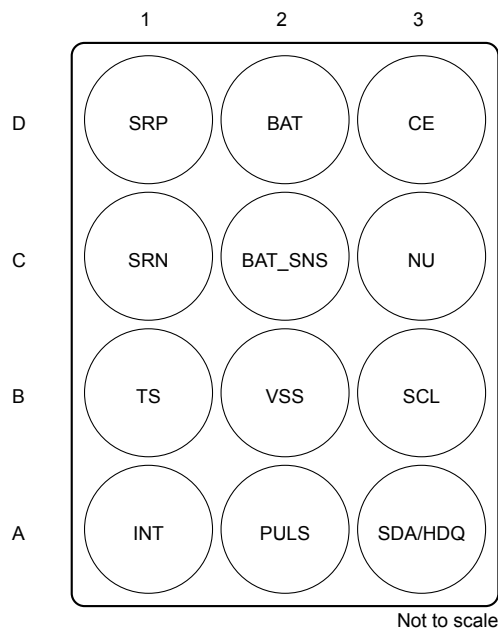 1 2 3
D SRP BAT CE
C SRN BAT_SNS NU
B TS VSS SCL
A INT PULS SDA/HDQ
Not to scale